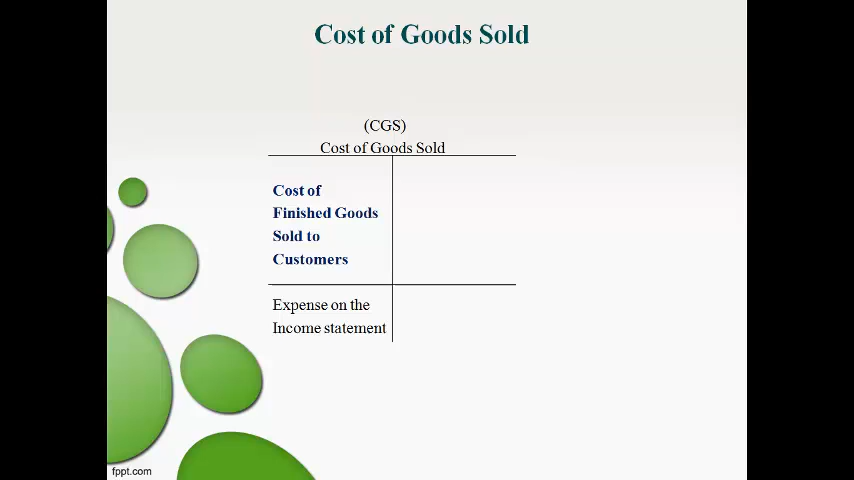 Cost of Goods Sold
(CGS)
Cost of Goods Sold
Cost of
Finished Goods
Sold to
Customers
Expense on the
Income statement
fppt.com